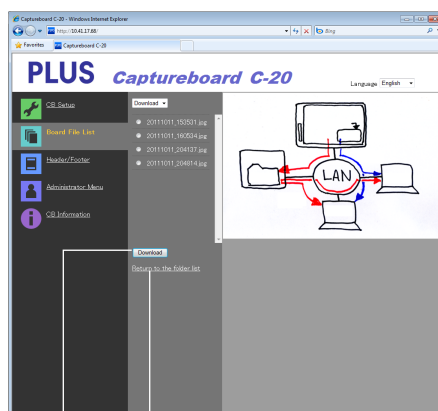 Captureboard C-20 - Windows Internet Explorer
http://10.41.17.68/
Bing
Favorites
Captureboard C-20
PLUS
Captureboard C-20
Language English
CB Setup
Board File List
Header/Footer
Administrator Menu
CB Information
Download
20111011_153531.jpg
20111011_160534.jpg
20111011_204137.jpg
20111011_204814.jpg
Download
Return to the folder list
LAN